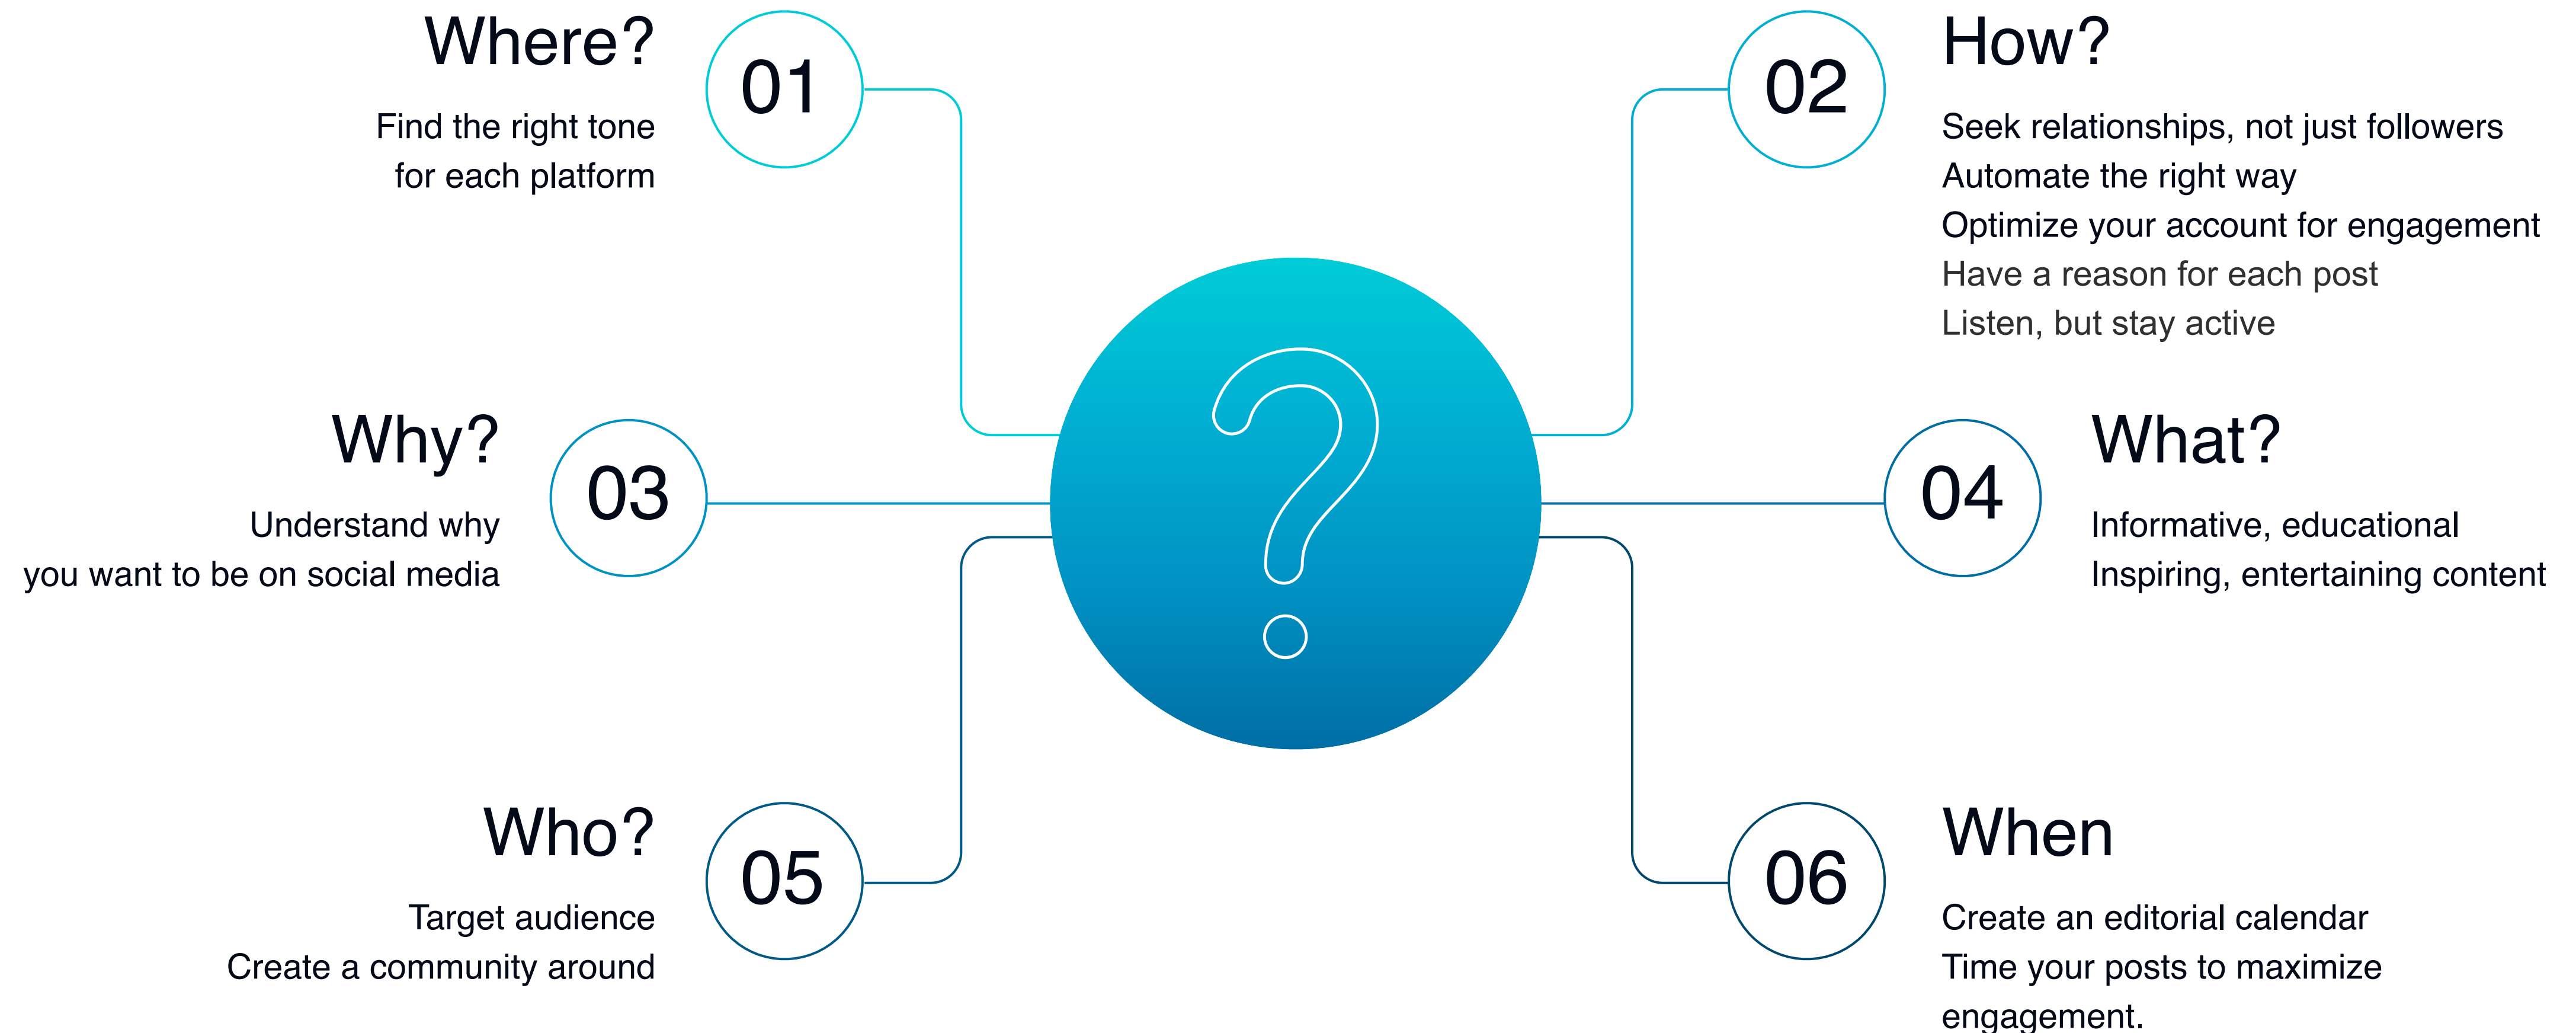 Where?
01
Find the right tone
for each platform
02
How?
Seek relationships, not just followers
Automate the right way
Optimize your account for engagement
Have a reason for each post
Listen, but stay active
Why?
03
Understand why
you want to be on social media
04
What?
Informative, educational
Inspiring, entertaining content
Who?
05
Target audience
Create a community around
06
When
Create an editorial calendar
Time your posts to maximize
engagement.
?